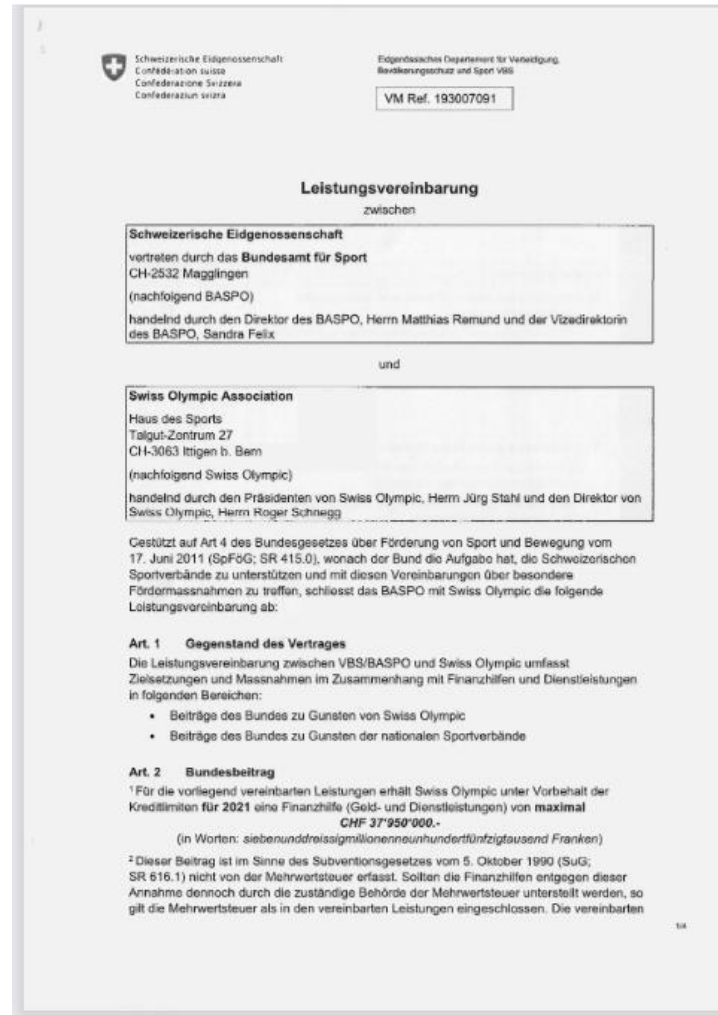 Schweizerische Eidgenossenschaft
Confédération suisse
Confederazione Svizzera
Confederaziun svizra
Eidgenössisches Departement für Verteidigung,
Bevölkerungsschutz und Sport VBS
VM Ref. 193007091
Leistungsvereinbarung
zwischen
Schweizerische Eidgenossenschaft
vertreten durch das Bundesamt für Sport
CH-2532 Magglingen
(nachfolgend BASPO)
handelnd durch den Direktor des BASPO, Herrn Matthias Remund und der Vizedirektorin
des BASPO, Sandra Felix
und
Swiss Olympic Association
Haus des Sports
Talgut-Zentrum 27
CH-3063 Ittigen b. Bern
(nachfolgend Swiss Olympic)
handelnd durch den Präsidenten von Swiss Olympic, Herrn Jürg Stahl und den Direktor von
Swiss Olympic, Herrn Roger Schnegg
Gestützt auf Art 4 des Bundesgesetzes über Förderung von Sport und Bewegung vom
17. Juni 2011 (SpFöG; SR 415.0), wonach der Bund die Aufgabe hat, die Schweizerischen
Sportverbände zu unterstützen und mit diesen Vereinbarungen über besondere
Fördermassnahmen zu treffen, schliesst das BASPO mit Swiss Olympic die folgende
Leistungsvereinbarung ab:
Art. 1 Gegenstand des Vertrages
Die Leistungsvereinbarung zwischen VBS/BASPO und Swiss Olympic umfasst
Zielsetzungen und Massnahmen im Zusammenhang mit Finanzhilfen und Dienstleistungen
in folgenden Bereichen:
• Beiträge des Bundes zu Gunsten von Swiss Olympic
• Beiträge des Bundes zu Gunsten der nationalen Sportverbände
Art. 2 Bundesbeitrag
¹ Für die vorliegend vereinbarten Leistungen erhält Swiss Olympic unter Vorbehalt der
Kreditlimiten für 2021 eine Finanzhilfe (Geld- und Dienstleistungen) von maximal
CHF 37'950'000.-
(in Worten: siebenunddreissigmillionenneunhundertfünfzigtausend Franken)
² Dieser Beitrag ist im Sinne des Subventionsgesetzes vom 5. Oktober 1990 (SuG;
SR 616.1) nicht von der Mehrwertsteuer erfasst. Sollten die Finanzhilfen entgegen dieser
Annahme dennoch durch die zuständige Behörde der Mehrwertsteuer unterstellt werden, so
gilt die Mehrwertsteuer als in den vereinbarten Leistungen eingeschlossen. Die vereinbarten
1/4